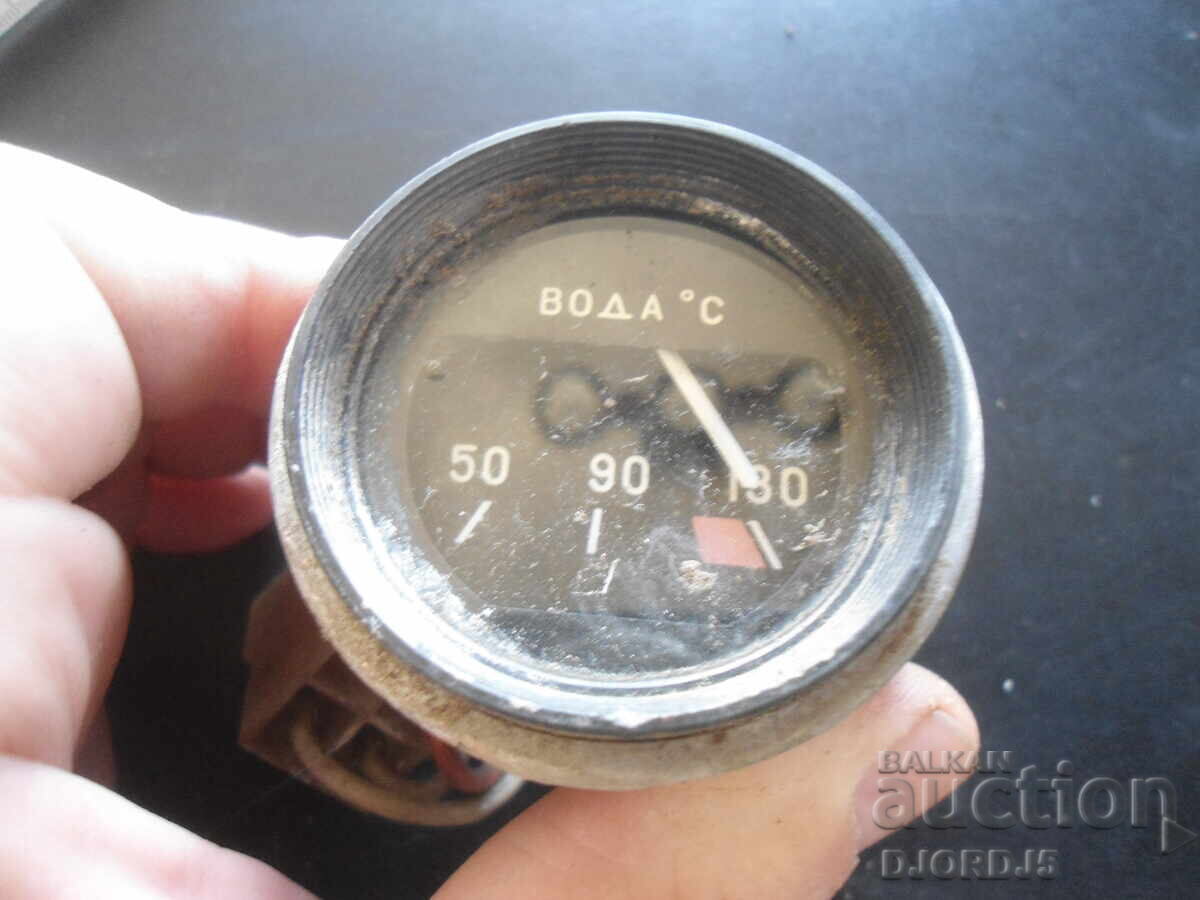 ВОДА °C
50 90 130
BALKAN
auction
DJORDJ5